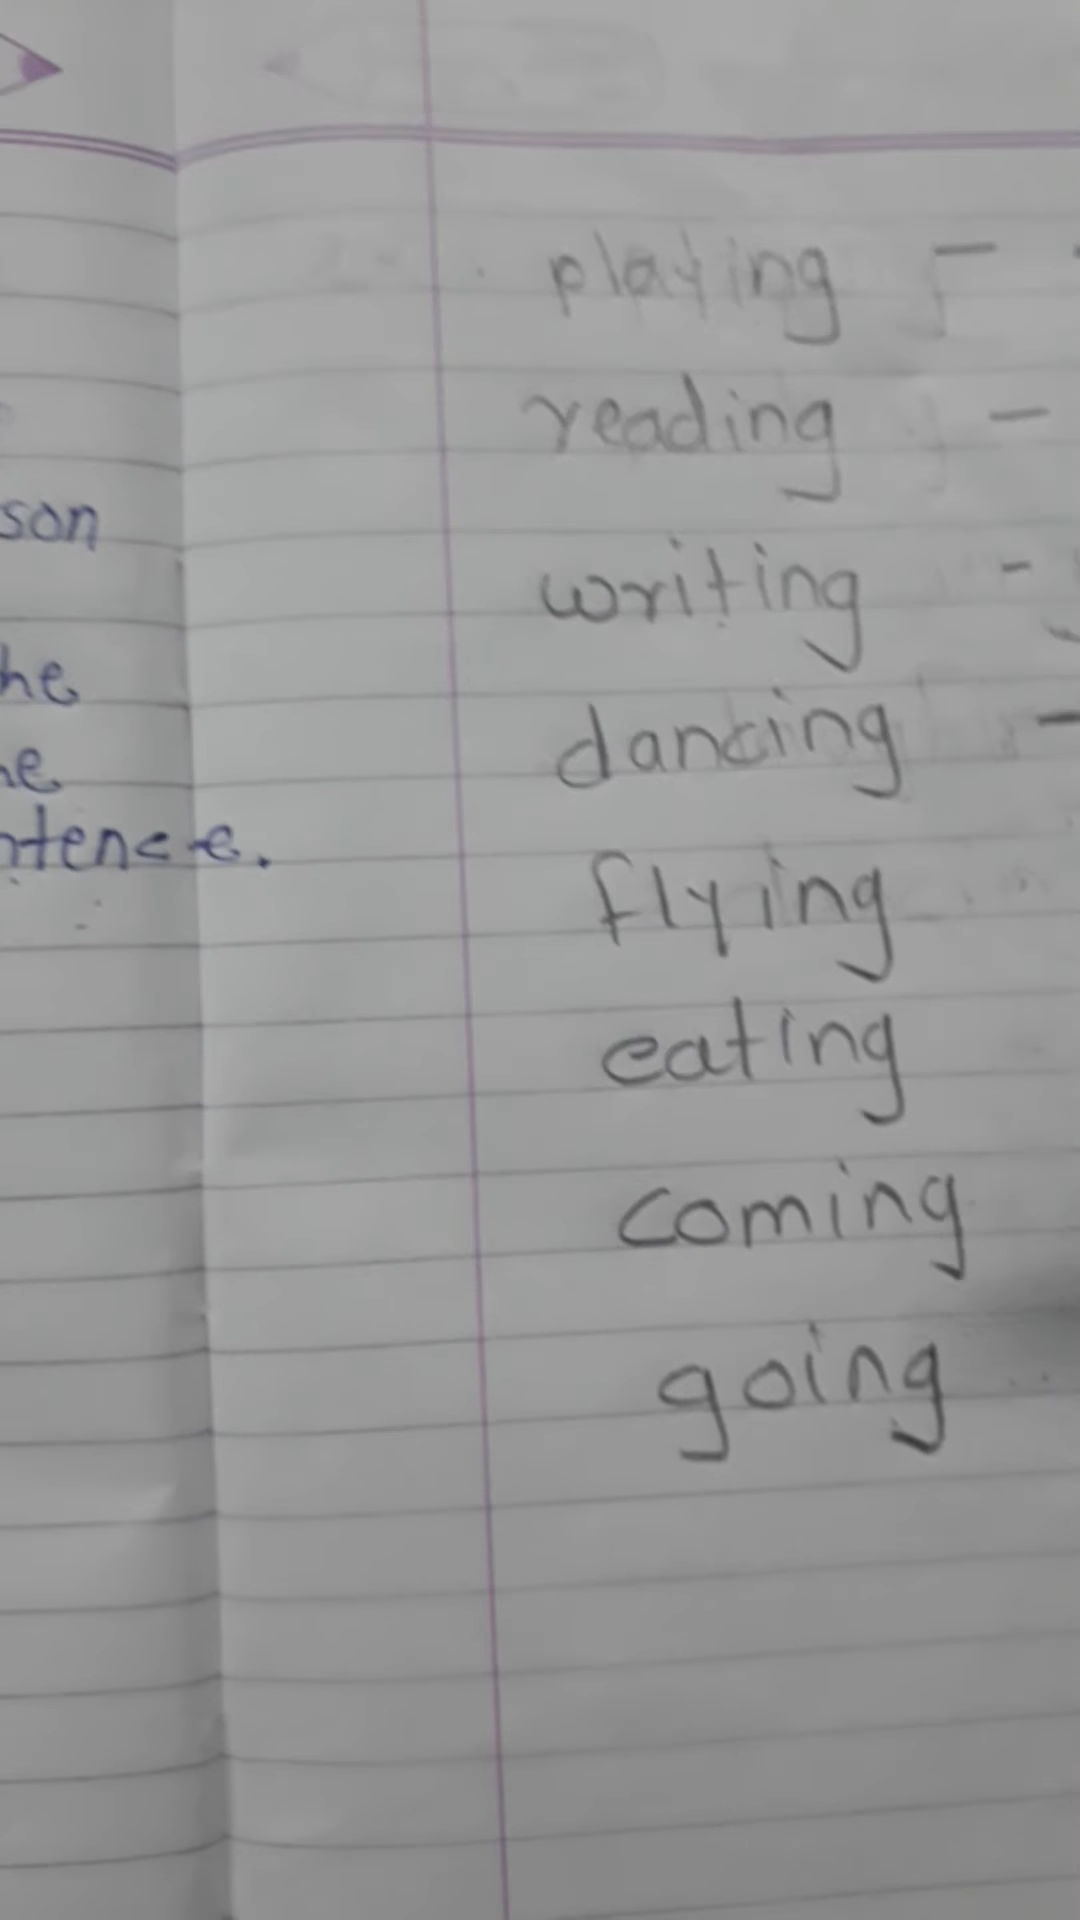 son
he
ntence.
playing -
reading -
writing -
dancing -
flying
eating
coming
going